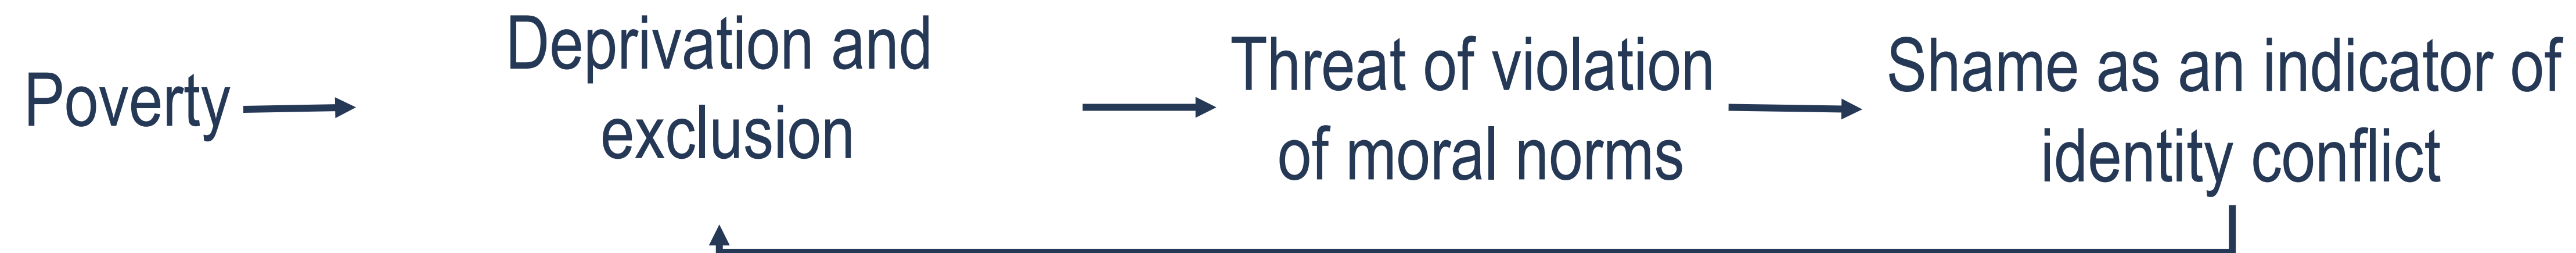 Poverty
Deprivation and
exclusion
Threat of violation
of moral norms
Shame as an indicator of
identity conflict